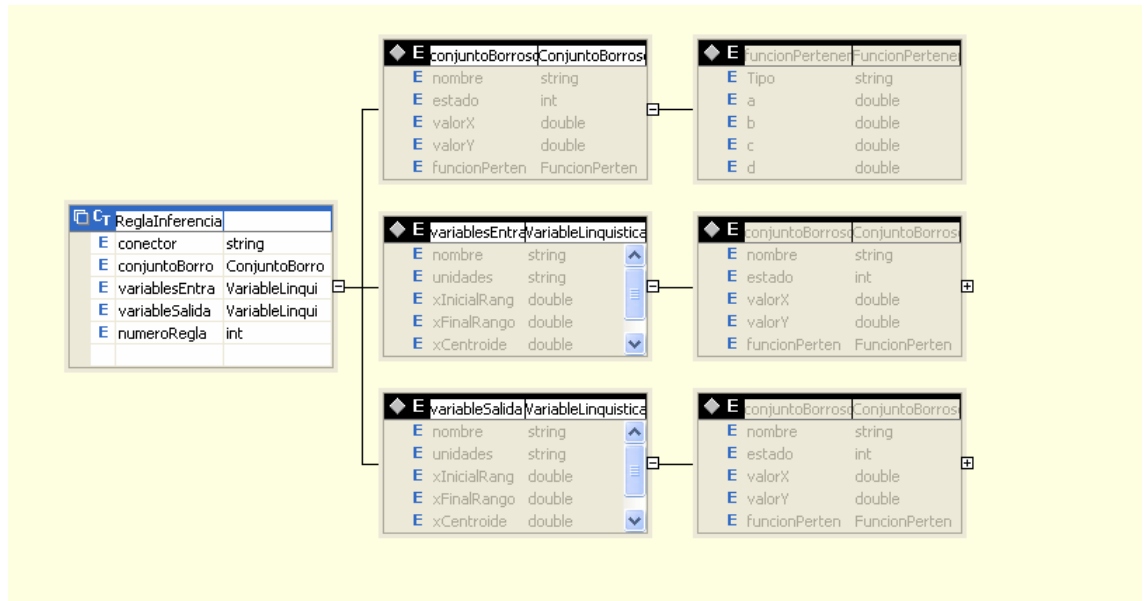 E conjuntoBorroso ConjuntoBorros
E nombre string
E estado int
E valorX double
E valorY double
E funcionPerten FuncionPerten
E funcionPertenen FuncionPertene
E Tipo string
E a double
E b double
E c double
E d double
CT ReglaInferencia
E conector string
E conjuntoBorro ConjuntoBorro
E variablesEntra VariableLinqui
E variableSalida VariableLinqui
E numeroRegla int
E variablesEntra VariableLinquistica
E nombre string
E unidades string
E xInicialRang double
E xFinalRango double
E xCentroide double
E conjuntoBorroso ConjuntoBorros
E nombre string
E estado int
E valorX double
E valorY double
E funcionPerten FuncionPerten
E variableSalida VariableLinquistica
E nombre string
E unidades string
E xInicialRang double
E xFinalRango double
E xCentroide double
E conjuntoBorroso ConjuntoBorros
E nombre string
E estado int
E valorX double
E valorY double
E funcionPerten FuncionPerten